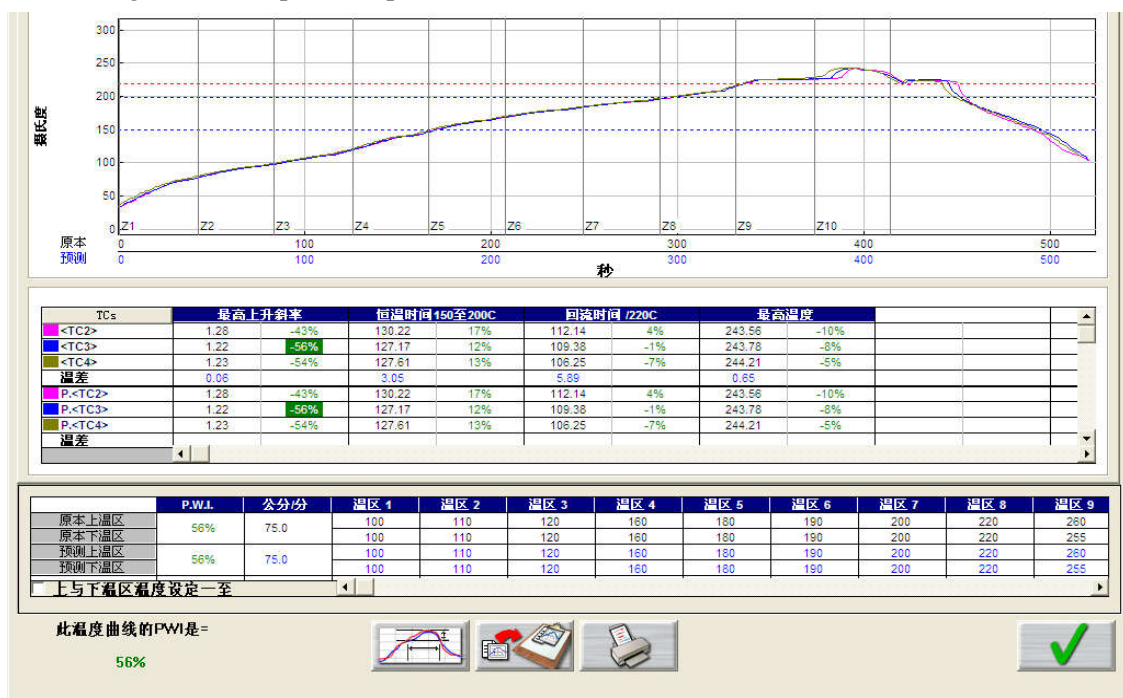 300
250
200
150
100
50
0
摄氏度
Z1 Z2 Z3 Z4 Z5 Z6 Z7 Z8 Z9 Z10
原本 0 100 200 300 400 500
预测 0 100 200 300 400 500
秒
TCs 最高上升斜率 恒温时间150至200C 回流时间 /220C 最高温度
<TC2> 1.28 -43% 130.22 17% 112.14 4% 243.56 -10%
<TC3> 1.22 -56% 127.17 12% 109.38 -1% 243.78 -8%
<TC4> 1.23 -54% 127.61 13% 106.25 -7% 244.21 -5%
温差 0.06 3.05 5.89 0.65
P.<TC2> 1.28 -43% 130.22 17% 112.14 4% 243.56 -10%
P.<TC3> 1.22 -56% 127.17 12% 109.38 -1% 243.78 -8%
P.<TC4> 1.23 -54% 127.61 13% 106.25 -7% 244.21 -5%
温差
P.W.I. 公分/分 温区 1 温区 2 温区 3 温区 4 温区 5 温区 6 温区 7 温区 8 温区 9
原本上温区 56% 75.0 100 110 120 160 180 190 200 220 260
原本下温区 100 110 120 160 180 190 200 220 255
预测上温区 56% 75.0 100 110 120 160 180 190 200 220 260
预测下温区 100 110 120 160 180 190 200 220 255
上与下温区温度设定一至
此温度曲线的PWI是=
56%